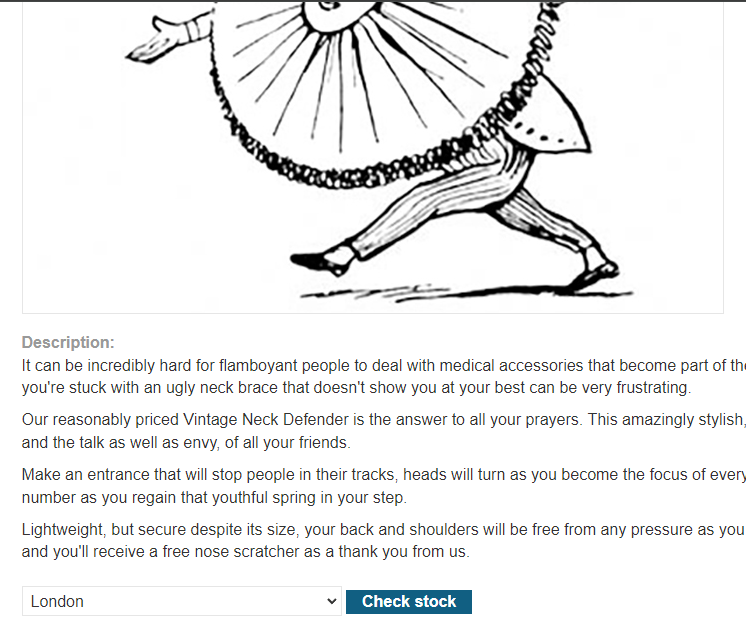 Description:
It can be incredibly hard for flamboyant people to deal with medical accessories that become part of
you're stuck with an ugly neck brace that doesn't show you at your best can be very frustrating.
Our reasonably priced Vintage Neck Defender is the answer to all your prayers. This amazingly stylish,
and the talk as well as envy, of all your friends.
Make an entrance that will stop people in their tracks, heads will turn as you become the focus of every
number as you regain that youthful spring in your step.
Lightweight, but secure despite its size, your back and shoulders will be free from any pressure as you
and you'll receive a free nose scratcher as a thank you from us.
London
Check stock